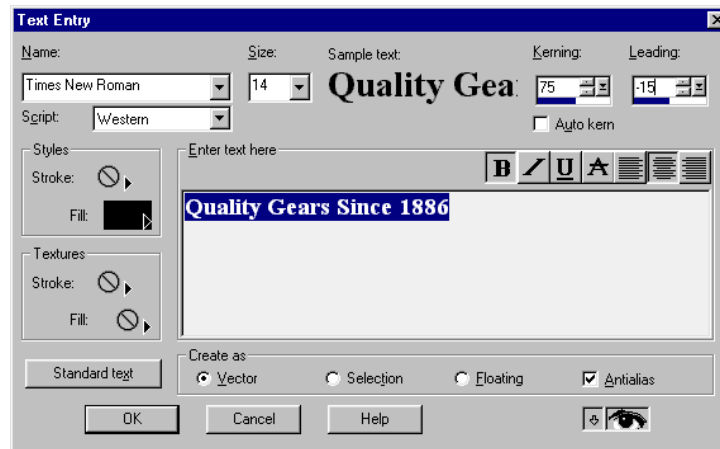 Text Entry
Name:
Size:
Sample text:
Kerning:
Leading:
Times New Roman
14
Quality Gea
75
-15
Script:
Western
Auto kern
Styles
Stroke:
Fill:
Enter text here
B I U A
Quality Gears Since 1886
Textures
Stroke:
Fill:
Standard text
Create as
Vector
Selection
Floating
Antialias
OK
Cancel
Help